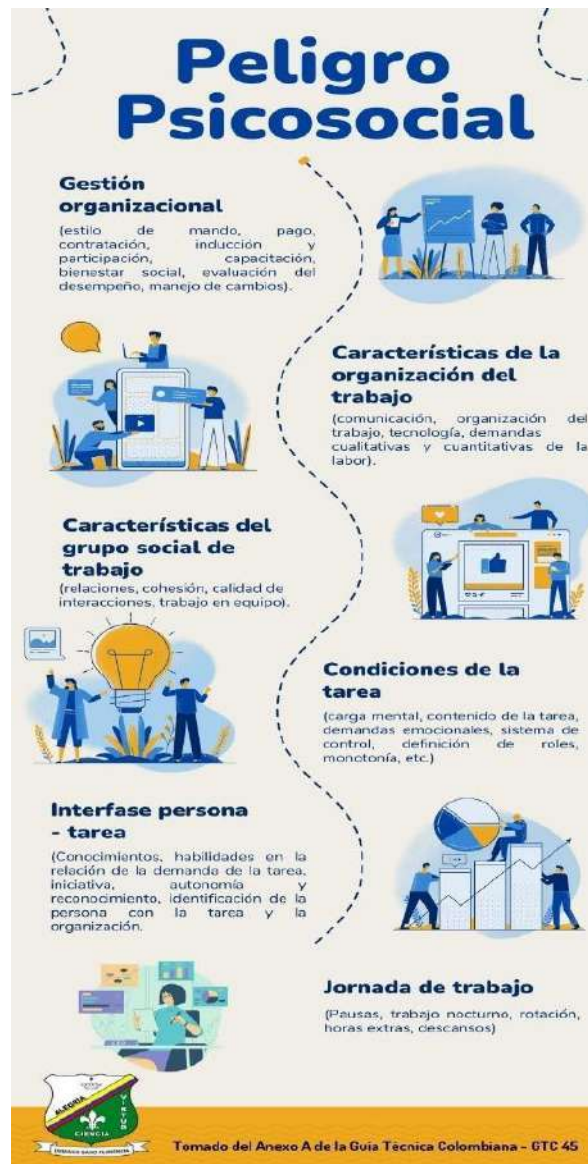 Peligro
Psicosocial
Gestión
organizacional
(estilo de mando, pago,
contratación, inducción y
participación, capacitación,
bienestar social, evaluación del
desempeño, manejo de cambios).
Características de la
organización del
trabajo
(comunicación, organización del
trabajo, tecnología, demandas
cualitativas y cuantitativas de la
labor).
Características del
grupo social de
trabajo
(relaciones, cohesión, calidad de
interacciones, trabajo en equipo).
Condiciones de la
tarea
(carga mental, contenido de la tarea,
demandas emocionales, sistema de
control, definición de roles,
monotonía, etc.)
Interfase persona
- tarea
(Conocimientos, habilidades en la
relación de la demanda de la tarea,
iniciativa, autonomía y
reconocimiento, identificación de la
persona con la tarea y la
organización.
Jornada de trabajo
(Pausas, trabajo nocturno, rotación,
horas extras, descansos)
ALEGRIA
VIRTUD
CIENCIA
Tomado del Anexo A de la Guía Técnica Colombiana - GTC 45